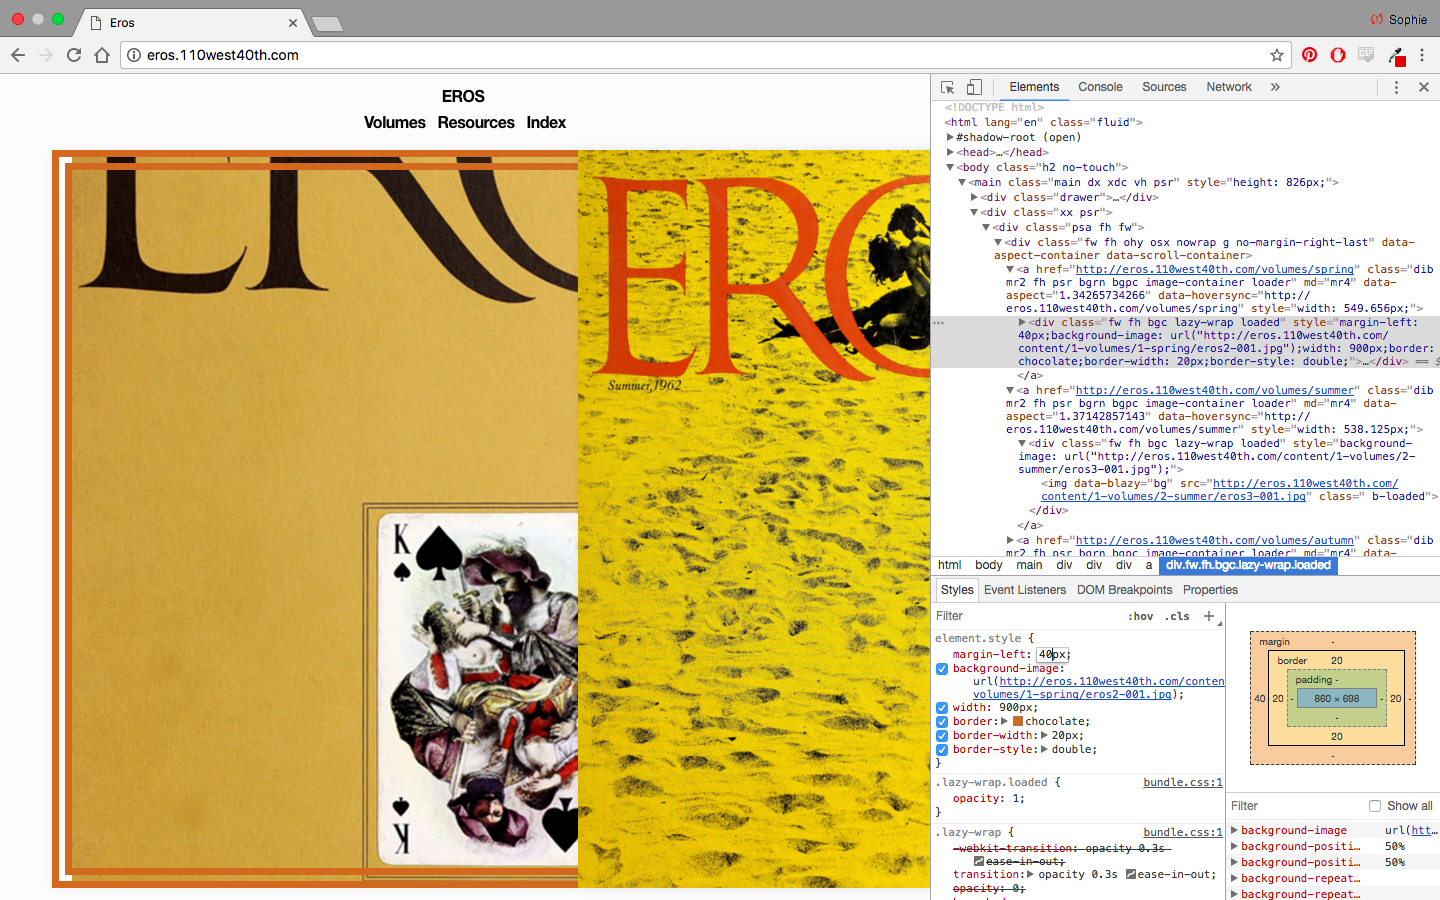 Eros
Sophie
eros.110west40th.com
EROS
Volumes Resources Index
ERO
ERO
Summer, 1962
K
K
Elements Console Sources Network »
<!DOCTYPE html>
<html lang="en" class="fluid">
#shadow-root (open)
<head>…</head>
<body class="h2 no-touch">
<main class="main dx xdc vh psr" style="height: 826px;">
<div class="drawer">…</div>
<div class="xx psr">
<div class="psa fh fw">
<div class="fw fh ohy osx nowrap g no-margin-right-last" data-
aspect-container data-scroll-container>
<a href="http://eros.110west40th.com/volumes/spring" class="dib
mr2 fh psr bgrn bgpc image-container loader" md="mr4" data-
aspect="1.34265734266" data-hoversync="http://
eros.110west40th.com/volumes/spring" style="width: 549.656px;">
<div class="fw fh bgc lazy-wrap loaded" style="margin-left:
40px;background-image: url("http://eros.110west40th.com/
content/1-volumes/1-spring/eros2-001.jpg");width: 900px;border:
chocolate;border-width: 20px;border-style: double;">…</div> == $
</a>
<a href="http://eros.110west40th.com/volumes/summer" class="dib
mr2 fh psr bgrn bgpc image-container loader" md="mr4" data-
aspect="1.37142857143" data-hoversync="http://
eros.110west40th.com/volumes/summer" style="width: 538.125px;">
<div class="fw fh bgc lazy-wrap loaded" style="background-
image: url("http://eros.110west40th.com/content/1-volumes/2-
summer/eros3-001.jpg");">
<img data-blazy="bg" src="http://eros.110west40th.com/
content/1-volumes/2-summer/eros3-001.jpg" class=" b-loaded">
</div>
</a>
<a href="http://eros.110west40th.com/volumes/autumn" class="dib
mr2 fh psr bgrn bgpc image-container loader" md="mr4" data-
html body main div div div a div.fw.fh.bgc.lazy-wrap.loaded
Styles Event Listeners DOM Breakpoints Properties
Filter :hov .cls +
element.style {
margin-left: 40px;
background-image:
url(http://eros.110west40th.com/conten
volumes/1-spring/eros2-001.jpg);
width: 900px;
border: chocolate;
border-width: 20px;
border-style: double;
}
.lazy-wrap.loaded { bundle.css:1
opacity: 1;
}
.lazy-wrap { bundle.css:1
-webkit-transition: opacity 0.3s
ease-in-out;
transition: opacity 0.3s ease-in-out;
opacity: 0;
margin -
border 20
padding -
40 20 - 860 × 698 - 20 -
-
20
-
Filter Show all
background-image url(htt…
background-positi… 50%
background-positi… 50%
background-repeat…
background-repeat…